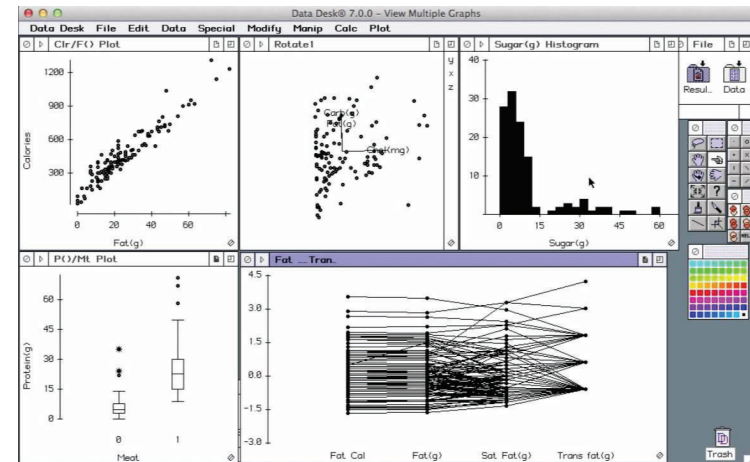 Data Desk® 7.0.0 – View Multiple Graphs
Data Desk File Edit Data Special Modify Manip Calc Plot
Clr/F() Plot
1200
900
600
300
Calories
0 20 40 60
Fat(g)
Rotate1
y
x
z
Carb(g)
Chol(mg)
Sugar(g) Histogram
40
30
20
10
0 15 30 45 60
Sugar(g)
File
Resul… Data
?
P()/Mt Plot
60
45
30
15
0
Protein(g)
0 1
Meat
Fat …Tran…
4.5
3.0
1.5
0.0
-1.5
-3.0
Fat Cal Fat(g) Sat Fat(g) Trans fat(g)
Trash